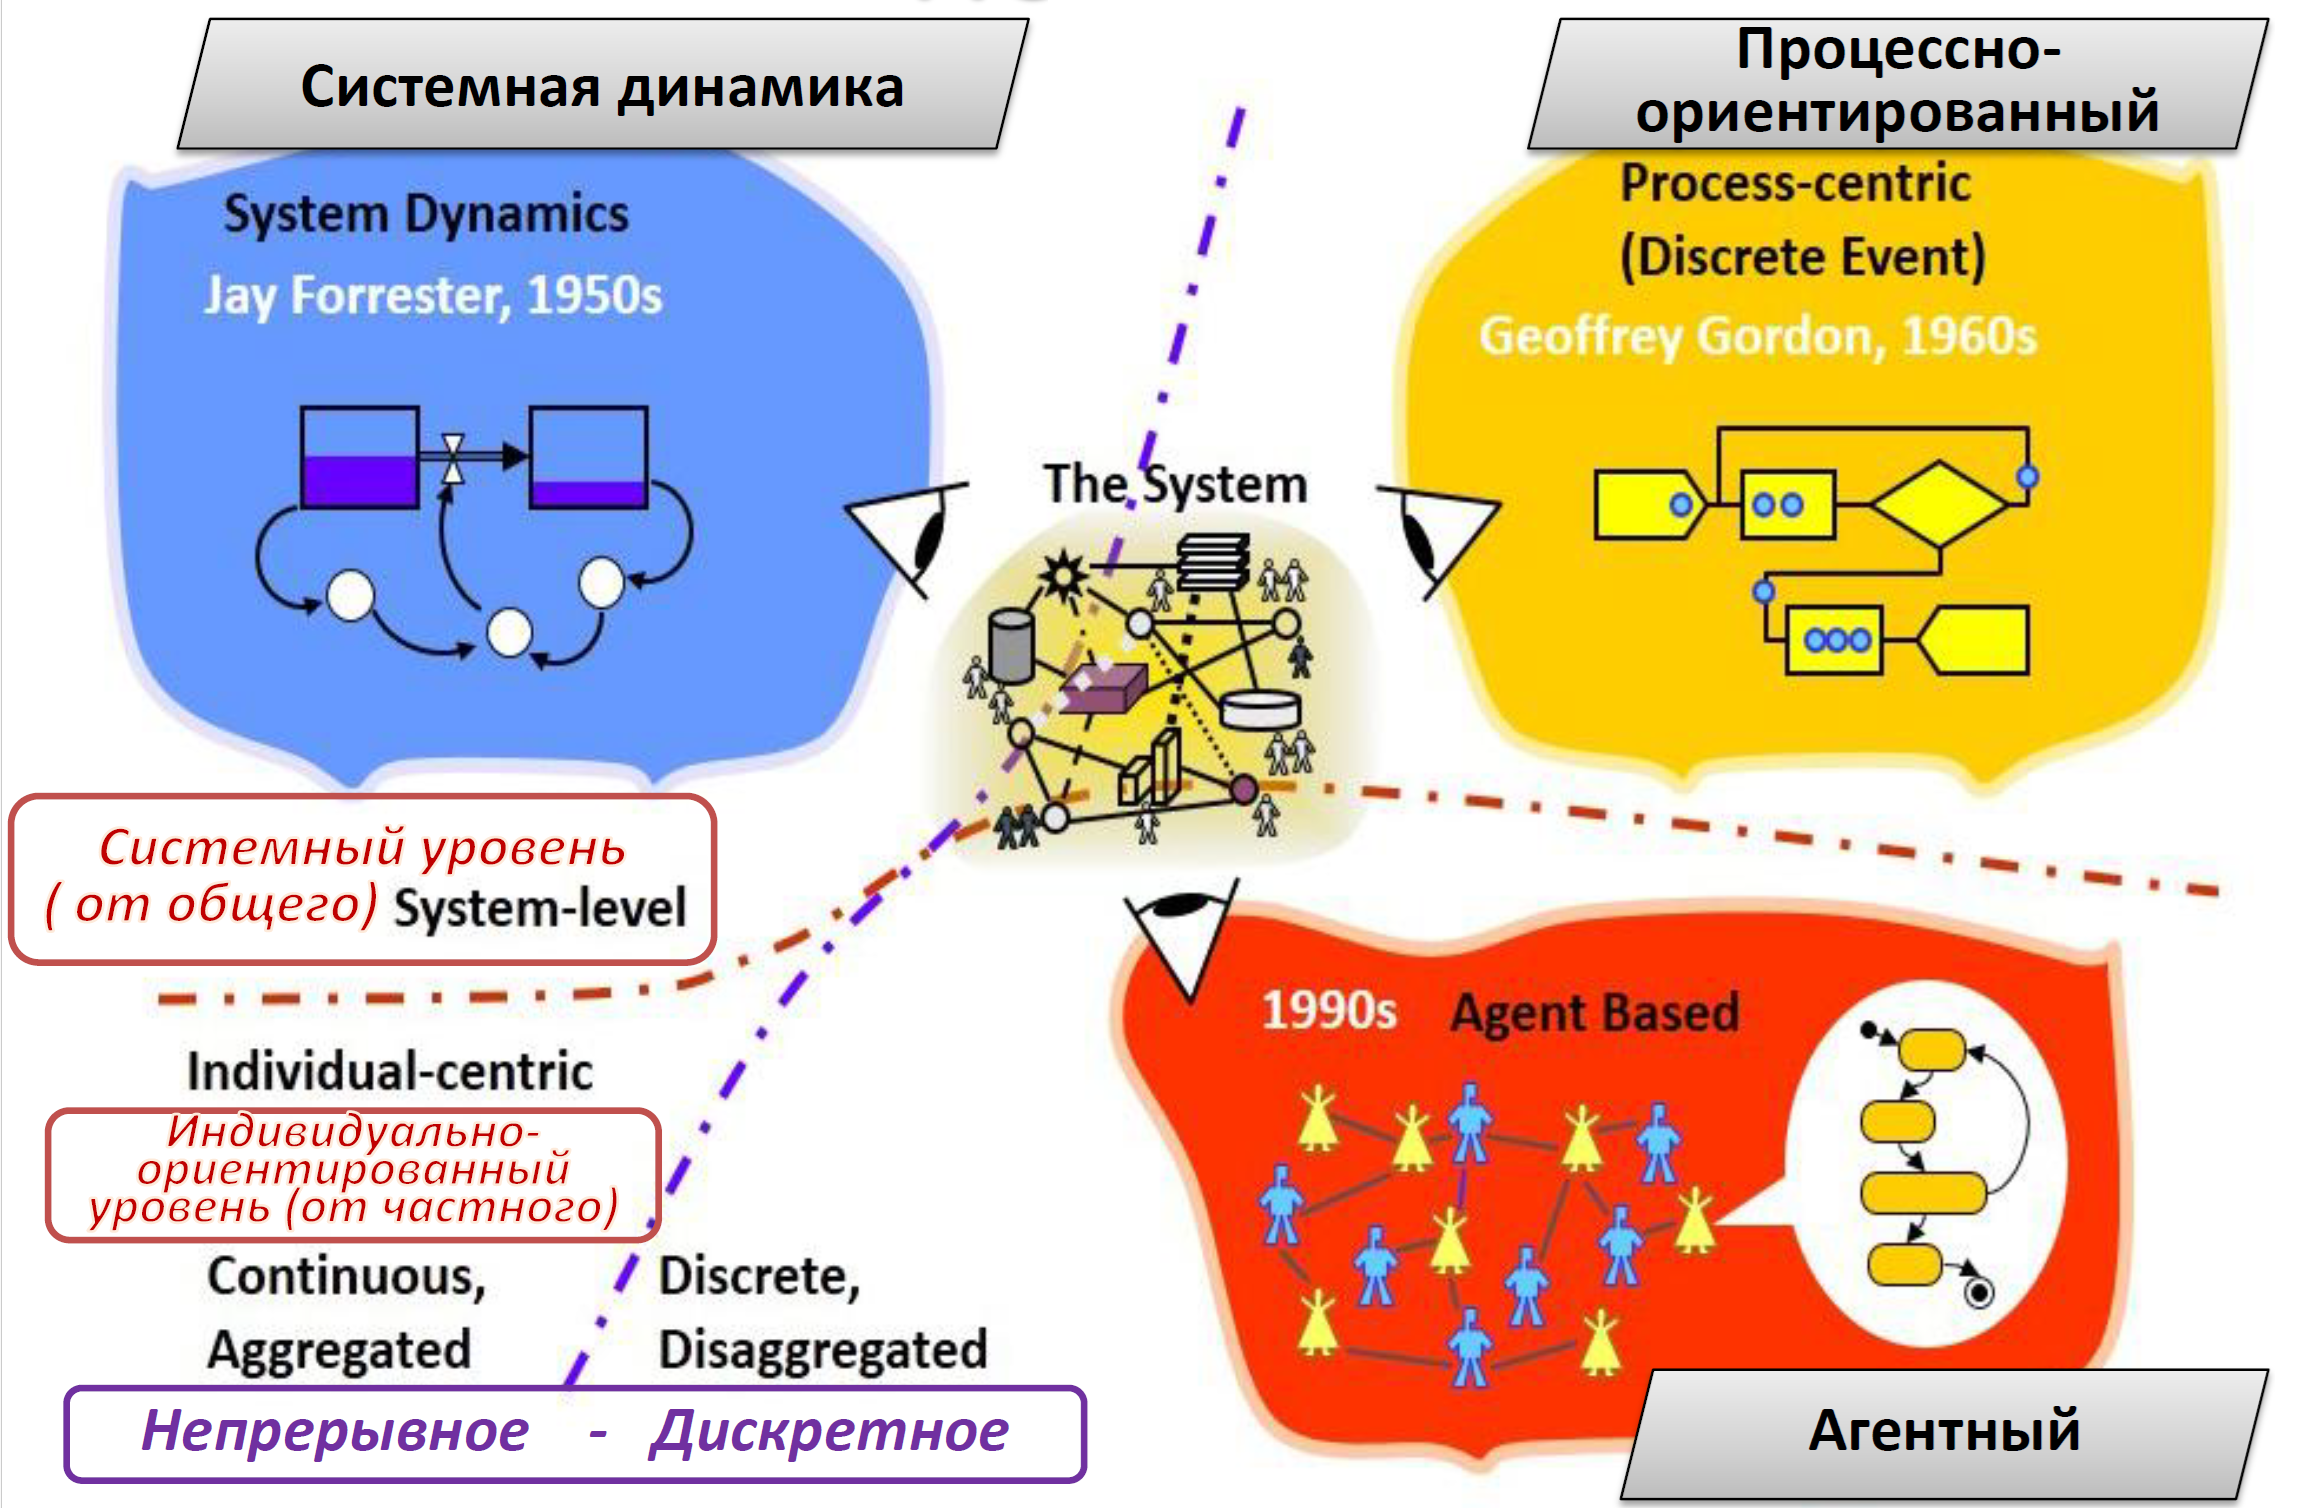 Системная динамика
Процессно-
ориентированный
System Dynamics
Jay Forrester, 1950s
Process-centric
(Discrete Event)
Geoffrey Gordon, 1960s
The System
Системный уровень
( от общего) System-level
Individual-centric
Индивидуально-
ориентированный
уровень (от частного)
Continuous,
Aggregated
Discrete,
Disaggregated
Непрерывное - Дискретное
1990s Agent Based
Агентный